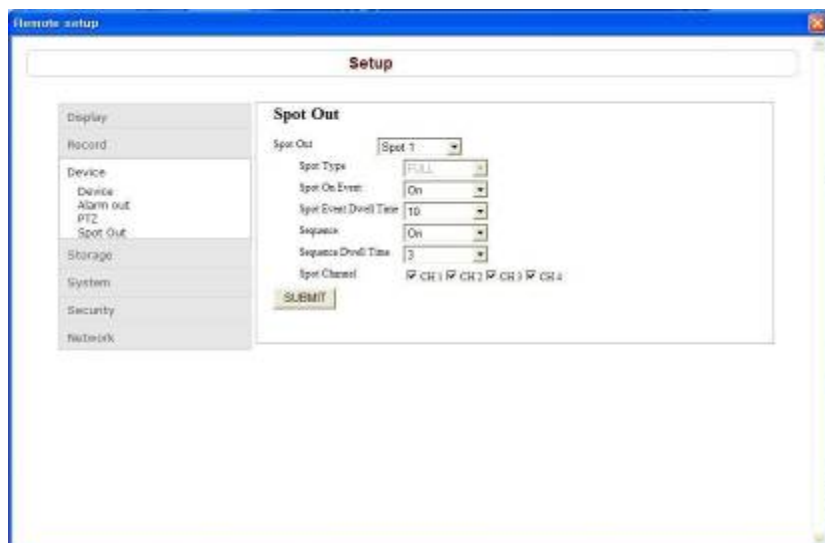 Remote setup
Setup
Display
Record
Device
Device
Alarm out
PTZ
Spot Out
Storage
System
Security
Network
Spot Out
Spot Out Spot 1
Spot Type FULL
Spot On Event On
Spot Event Dwell Time 10
Sequence On
Sequence Dwell Time 3
Spot Channel CH 1 CH 2 CH 3 CH 4
SUBMIT